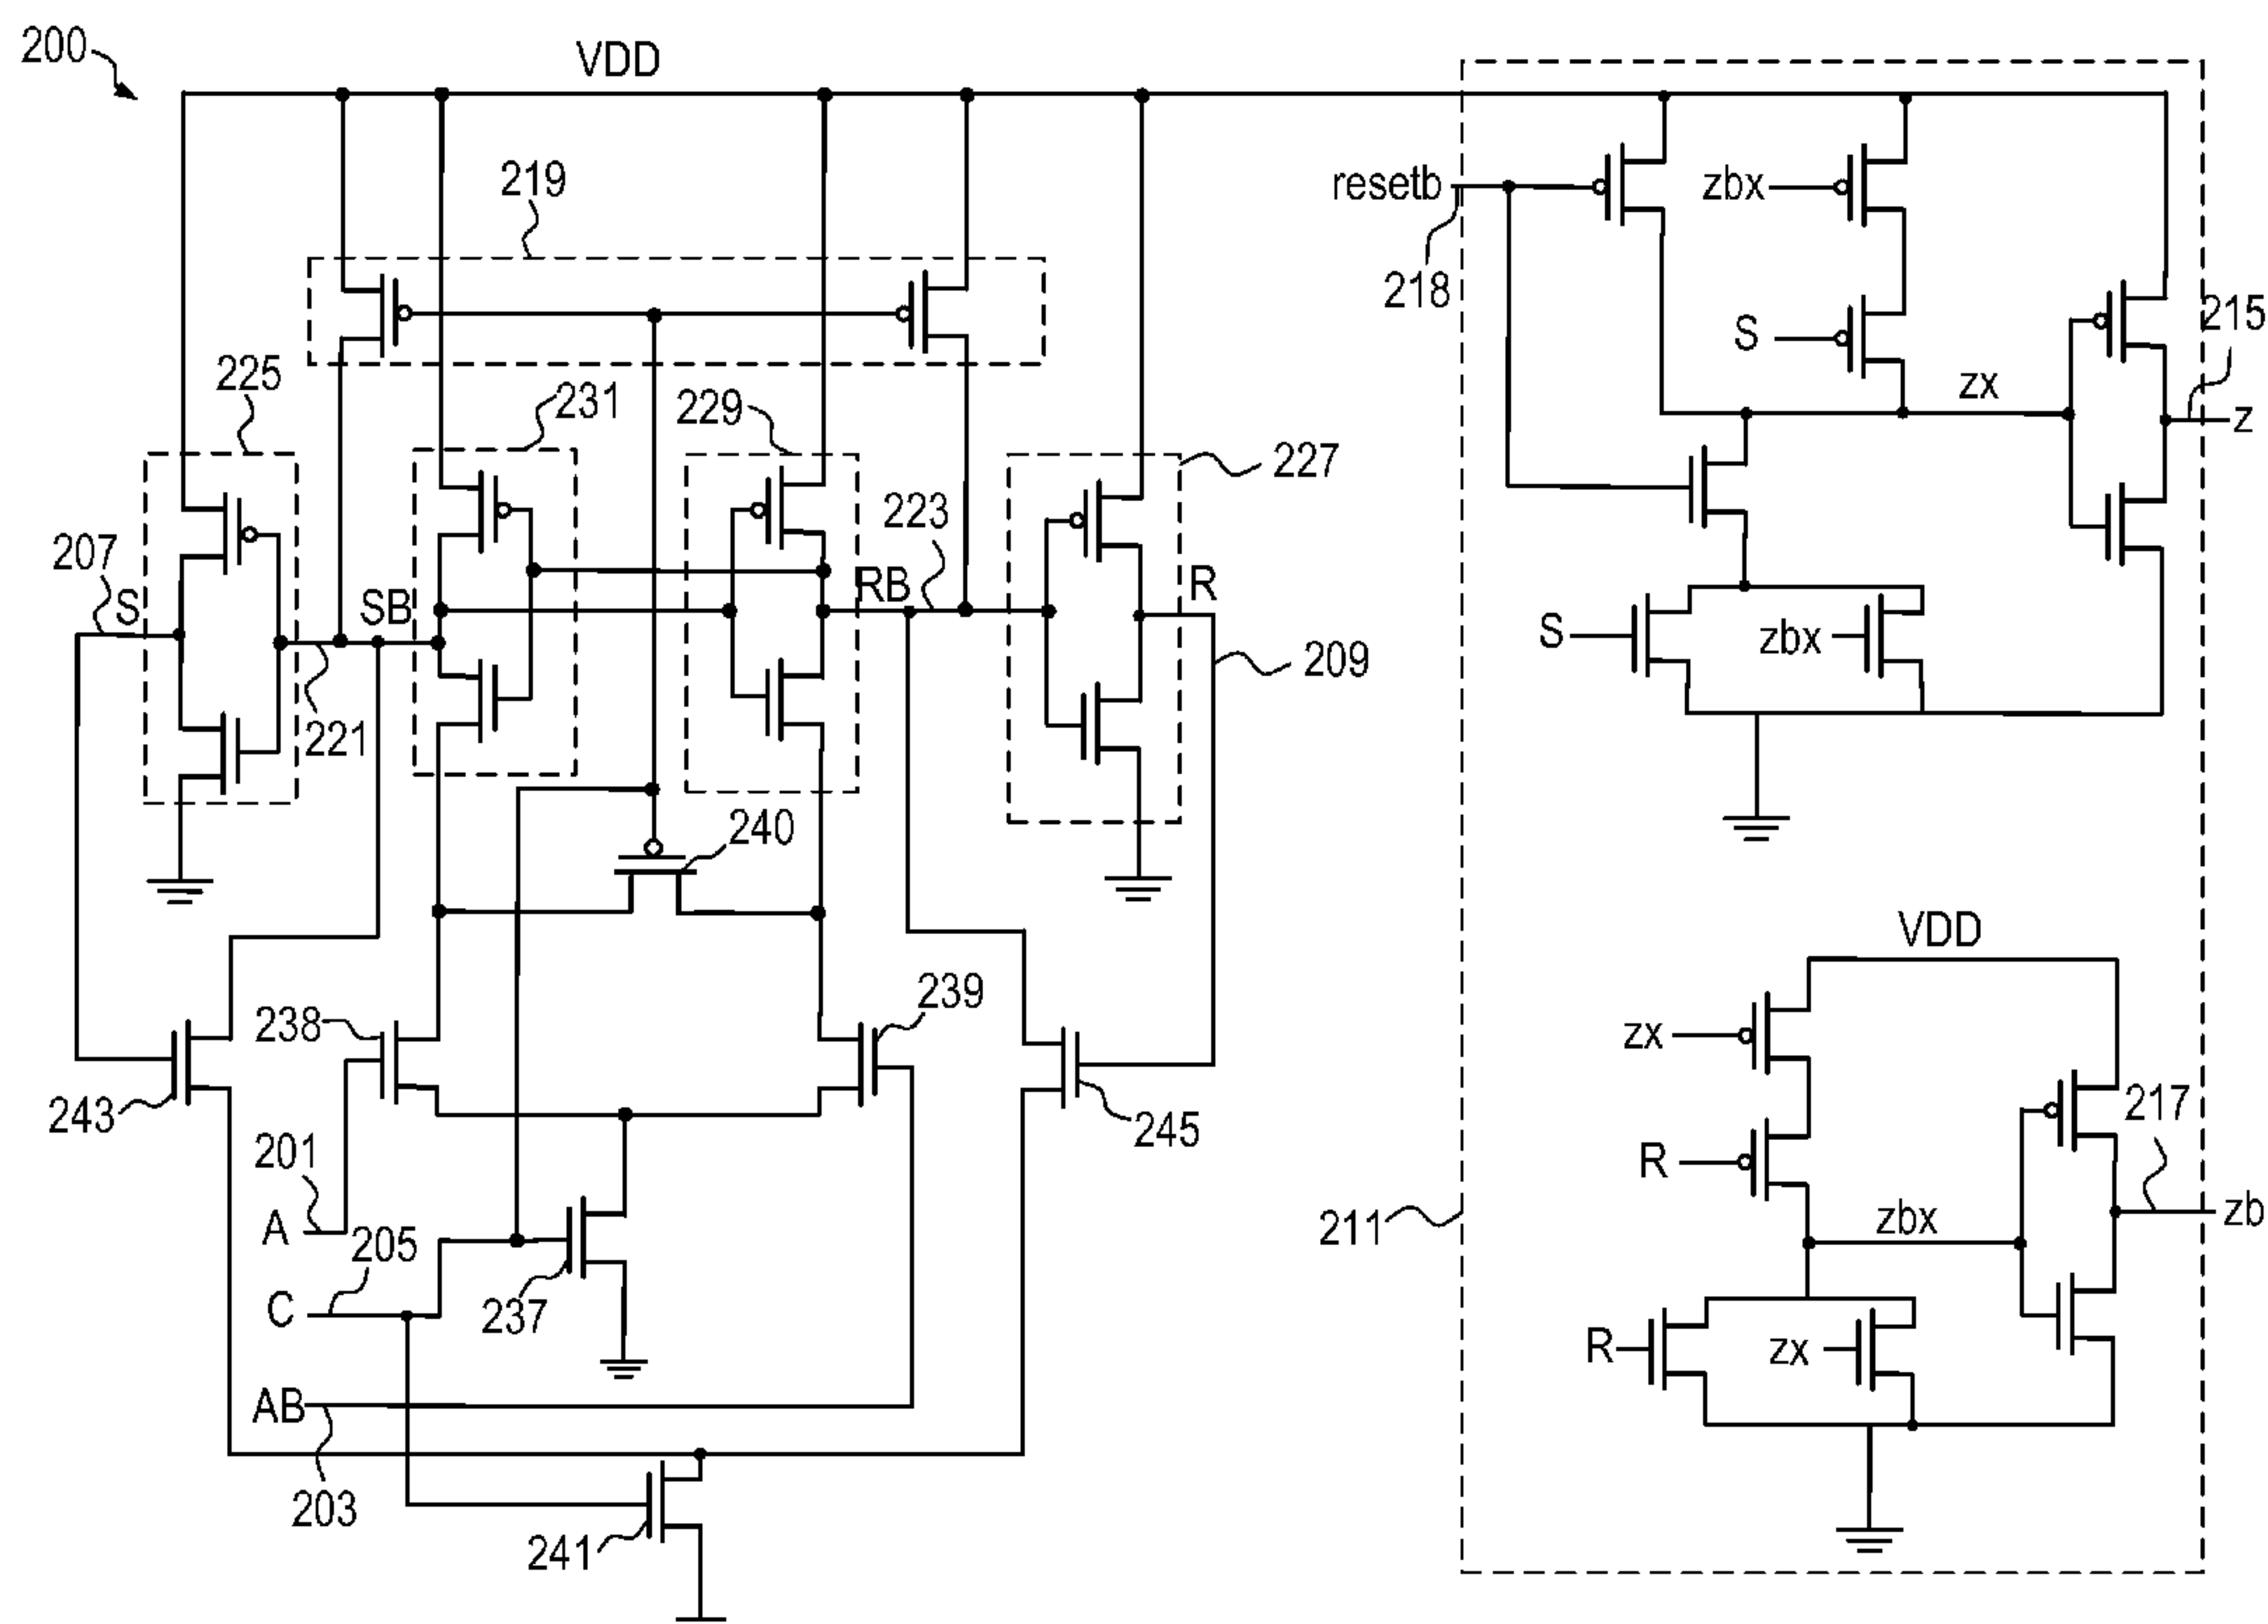 200
VDD
219
resetb
zbx
218
S
215
225
231
229
zx
z
227
207
223
S
SB
RB
R
S
zbx
209
221
240
VDD
239
238
zx
243
245
217
201
R
A
205
211
zbx
zb
C
237
R
zx
AB
203
241